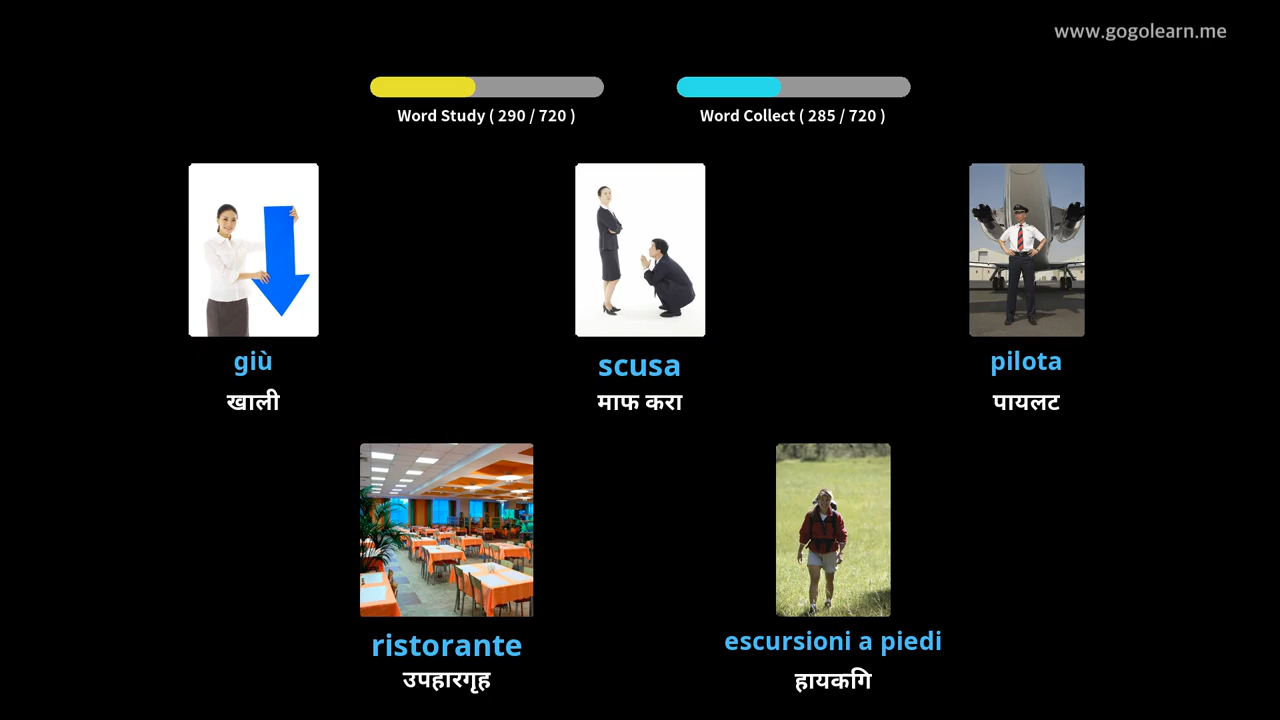 www.gogolearn.me
Word Study ( 290 / 720 )
Word Collect ( 285 / 720 )
giù
scusa
pilota
खाली
माफ करा
पायलट
ristorante
escursioni a piedi
उपहारगृह
हायकगि